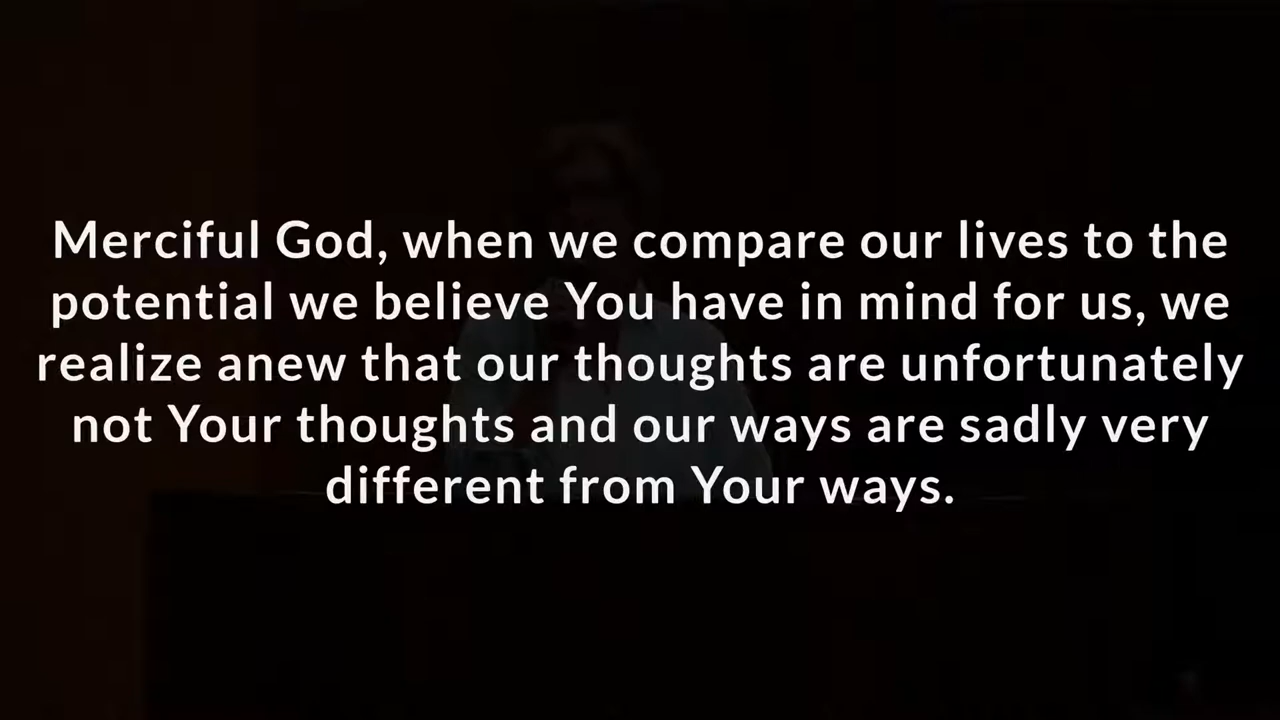 Merciful God, when we compare our lives to the
potential we believe You have in mind for us, we
realize anew that our thoughts are unfortunately
not Your thoughts and our ways are sadly very
different from Your ways.